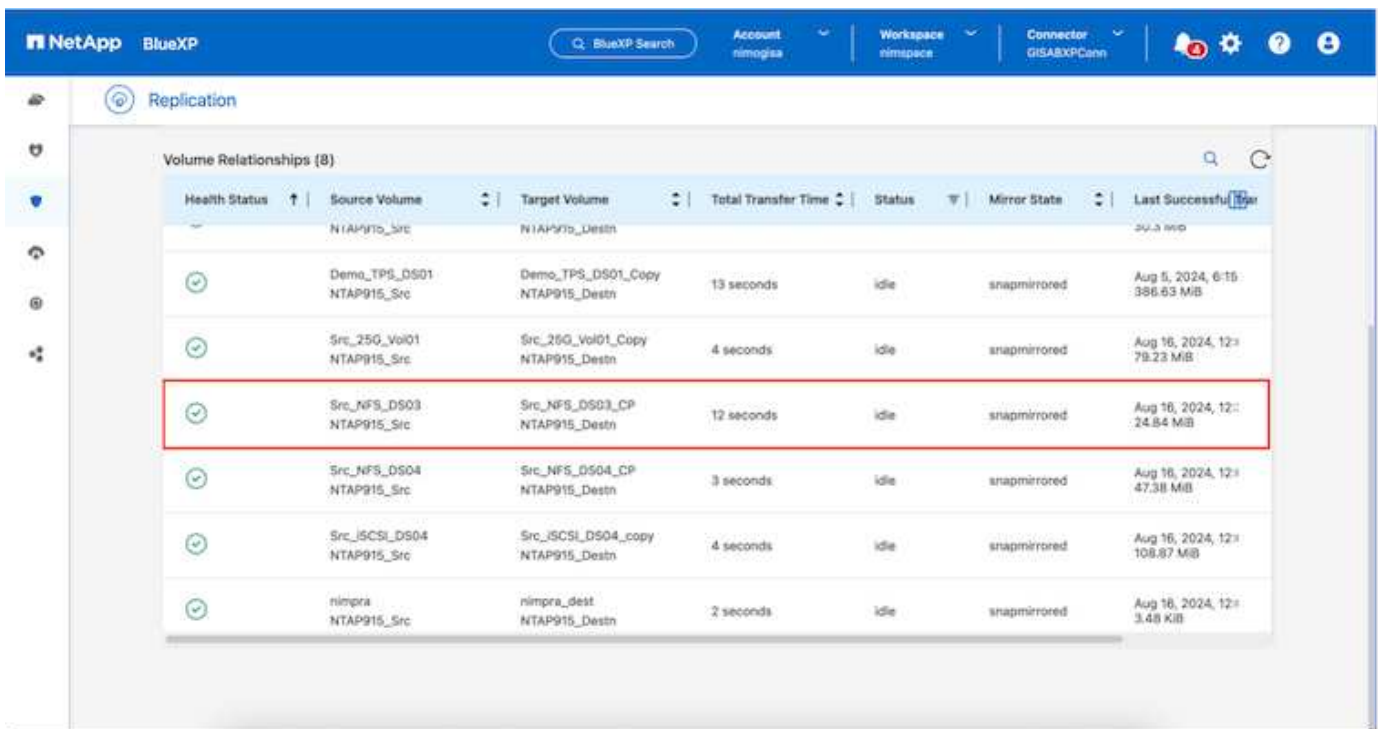 NetApp BlueXP BlueXP Search Account Workspace Connector
nimogisa nimspace GISABXPConn
4
Replication
Volume Relationships (8)
Health Status Source Volume Target Volume Total Transfer Time Status Mirror State Last Successful
NTAP915_Src NTAP915_Destn 30.3 MiB
Demo_TPS_DS01 Demo_TPS_DS01_Copy Aug 5, 2024, 6:15
13 seconds idle snapmirrored
NTAP915_Src NTAP915_Destn 386.63 MiB
Src_25G_Vol01 Src_25G_Vol01_Copy Aug 16, 2024, 12:
4 seconds idle snapmirrored
NTAP915_Src NTAP915_Destn 79.23 MiB
Src_NFS_DS03 Src_NFS_DS03_CP Aug 16, 2024, 12:
12 seconds idle snapmirrored
NTAP915_Src NTAP915_Destn 24.84 MiB
Src_NFS_DS04 Src_NFS_DS04_CP Aug 16, 2024, 12:
3 seconds idle snapmirrored
NTAP915_Src NTAP915_Destn 47.38 MiB
Src_iSCSI_DS04 Src_iSCSI_DS04_copy Aug 16, 2024, 12:
4 seconds idle snapmirrored
NTAP915_Src NTAP915_Destn 108.87 MiB
nimpra nimpra_dest Aug 16, 2024, 12:
2 seconds idle snapmirrored
NTAP915_Src NTAP915_Destn 3.48 KiB